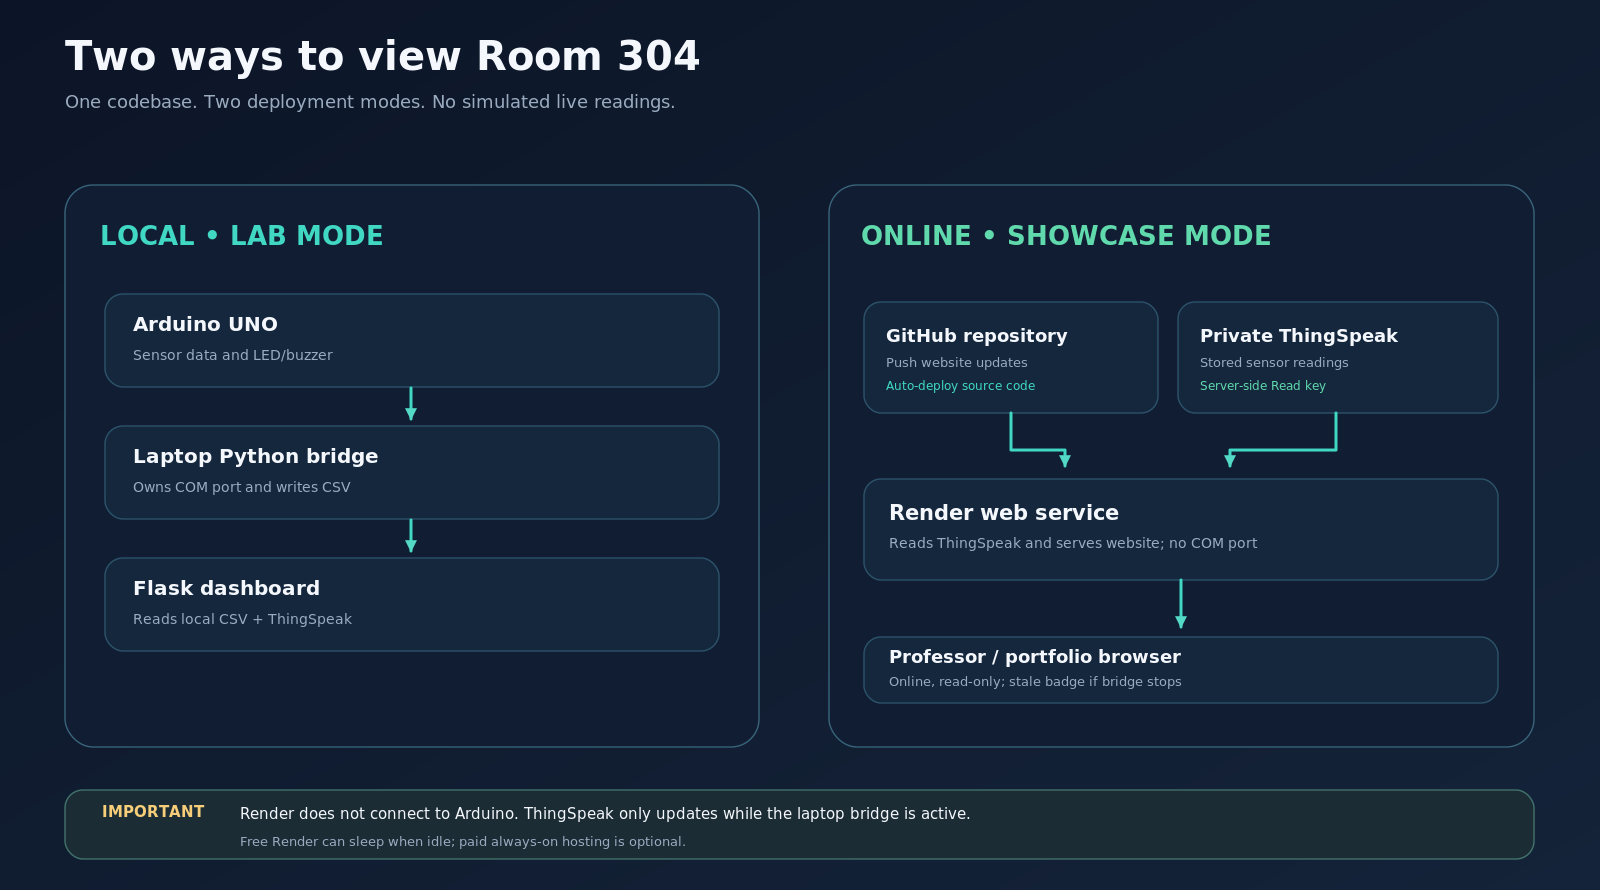 Two ways to view Room 304
One codebase. Two deployment modes. No simulated live readings.
LOCAL • LAB MODE
Arduino UNO
Sensor data and LED/buzzer
Laptop Python bridge
Owns COM port and writes CSV
Flask dashboard
Reads local CSV + ThingSpeak
ONLINE • SHOWCASE MODE
GitHub repository
Push website updates
Auto-deploy source code
Private ThingSpeak
Stored sensor readings
Server-side Read key
Render web service
Reads ThingSpeak and serves website; no COM port
Professor / portfolio browser
Online, read-only; stale badge if bridge stops
IMPORTANT
Render does not connect to Arduino. ThingSpeak only updates while the laptop bridge is active.
Free Render can sleep when idle; paid always-on hosting is optional.